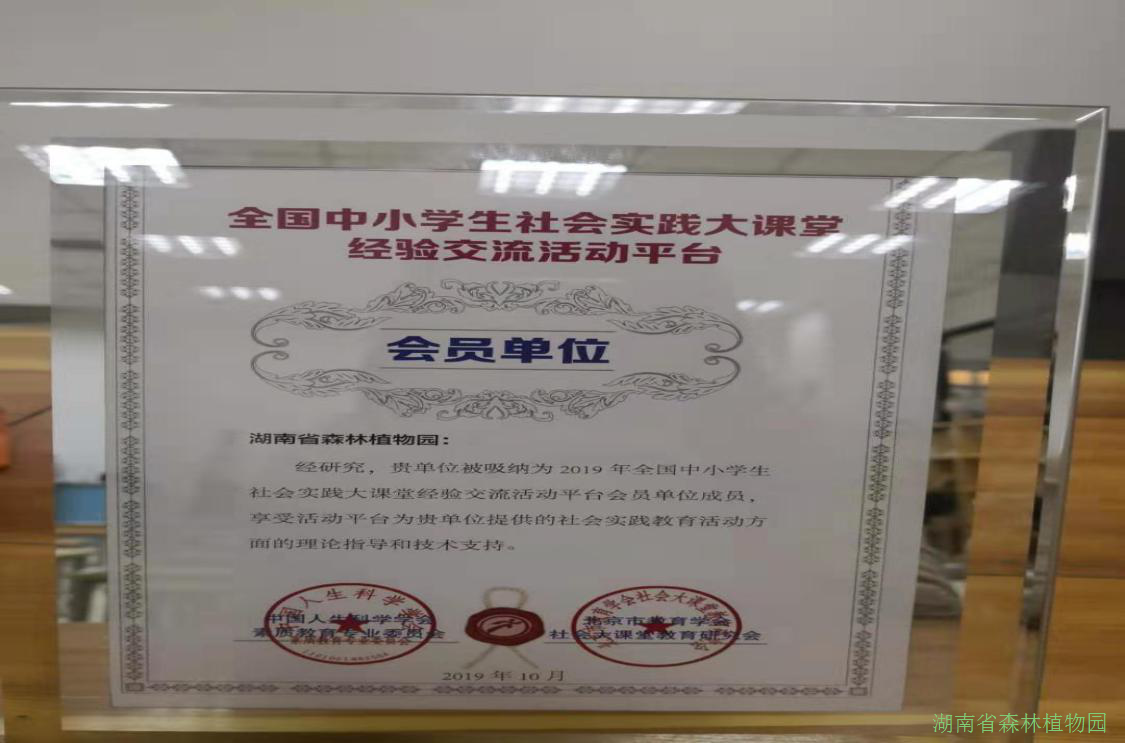 全国中小学生社会实践大课堂
经验交流活动平台
会员单位
湖南省森林植物园:
经研究，贵单位被吸纳为 2019 年全国中小学生
社会实践大课堂经验交流活动平台会员单位成员，
享受活动平台为贵单位提供的社会实践教育活动方
面的理论指导和技术支持。
中国人生科学学会
素质教育专业委员会
北京市教育学会
社会大课堂教育研究会
2019 年 10 月
湖南省森林植物园